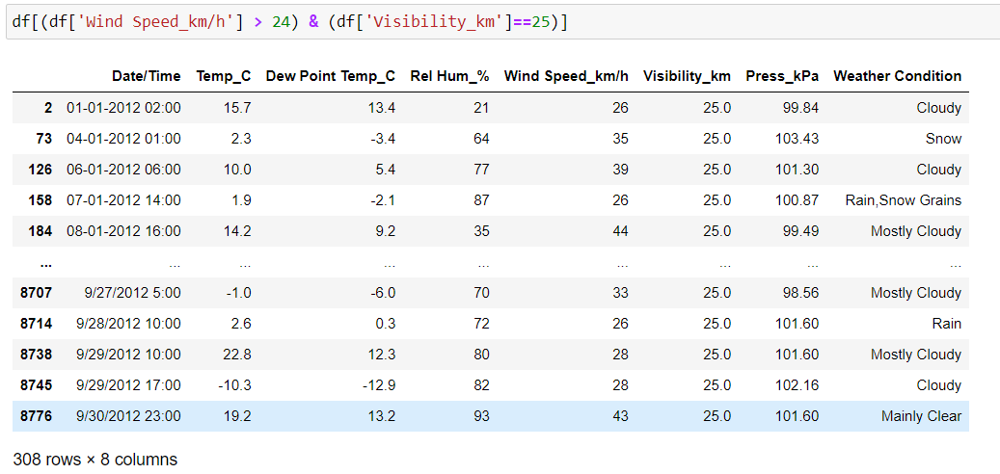 df[(df['Wind Speed_km/h'] > 24) & (df['Visibility_km']==25)]
Date/Time Temp_C Dew Point Temp_C Rel Hum_% Wind Speed_km/h Visibility_km Press_kPa Weather Condition
2 01-01-2012 02:00 15.7 13.4 21 26 25.0 99.84 Cloudy
73 04-01-2012 01:00 2.3 -3.4 64 35 25.0 103.43 Snow
126 06-01-2012 06:00 10.0 5.4 77 39 25.0 101.30 Cloudy
158 07-01-2012 14:00 1.9 -2.1 87 26 25.0 100.87 Rain,Snow Grains
184 08-01-2012 16:00 14.2 9.2 35 44 25.0 99.49 Mostly Cloudy
... ... ... ... ... ... ... ... ...
8707 9/27/2012 5:00 -1.0 -6.0 70 33 25.0 98.56 Mostly Cloudy
8714 9/28/2012 10:00 2.6 0.3 72 26 25.0 101.60 Rain
8738 9/29/2012 10:00 22.8 12.3 80 28 25.0 101.60 Mostly Cloudy
8745 9/29/2012 17:00 -10.3 -12.9 82 28 25.0 102.16 Cloudy
8776 9/30/2012 23:00 19.2 13.2 93 43 25.0 101.60 Mainly Clear
308 rows × 8 columns